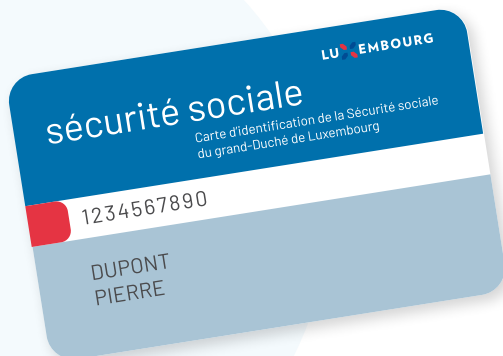 LUXEMBOURG
sécurité sociale
Carte d'identification de la Sécurité sociale
du grand-Duché de Luxembourg
1234567890
DUPONT
PIERRE